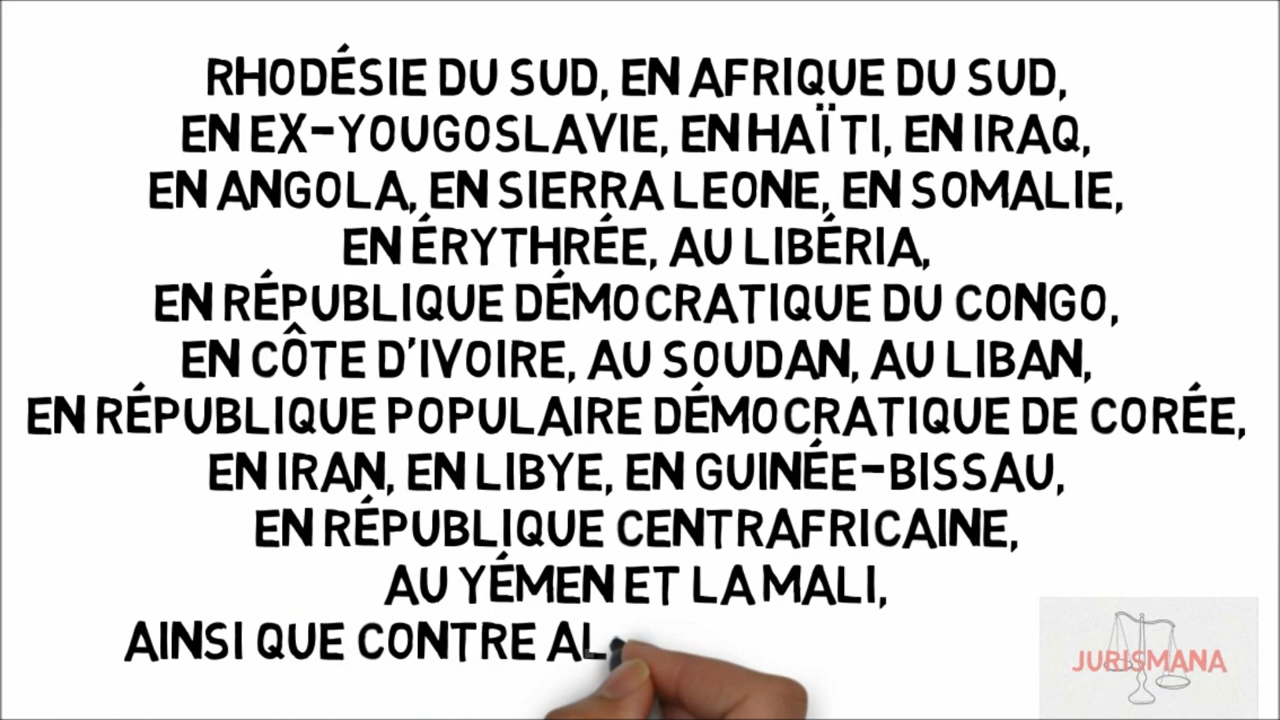 RHODÉSIE DU SUD, EN AFRIQUE DU SUD,
EN EX-YOUGOSLAVIE, EN HAÏTI, EN IRAQ,
EN ANGOLA, EN SIERRA LEONE, EN SOMALIE,
EN ÉRYTHRÉE, AU LIBÉRIA,
EN RÉPUBLIQUE DÉMOCRATIQUE DU CONGO,
EN CÔTE D'IVOIRE, AU SOUDAN, AU LIBAN,
EN RÉPUBLIQUE POPULAIRE DÉMOCRATIQUE DE CORÉE,
EN IRAN, EN LIBYE, EN GUINÉE-BISSAU,
EN RÉPUBLIQUE CENTRAFRICAINE,
AU YÉMEN ET LA MALI,
AINSI QUE CONTRE AL
JURISMANA